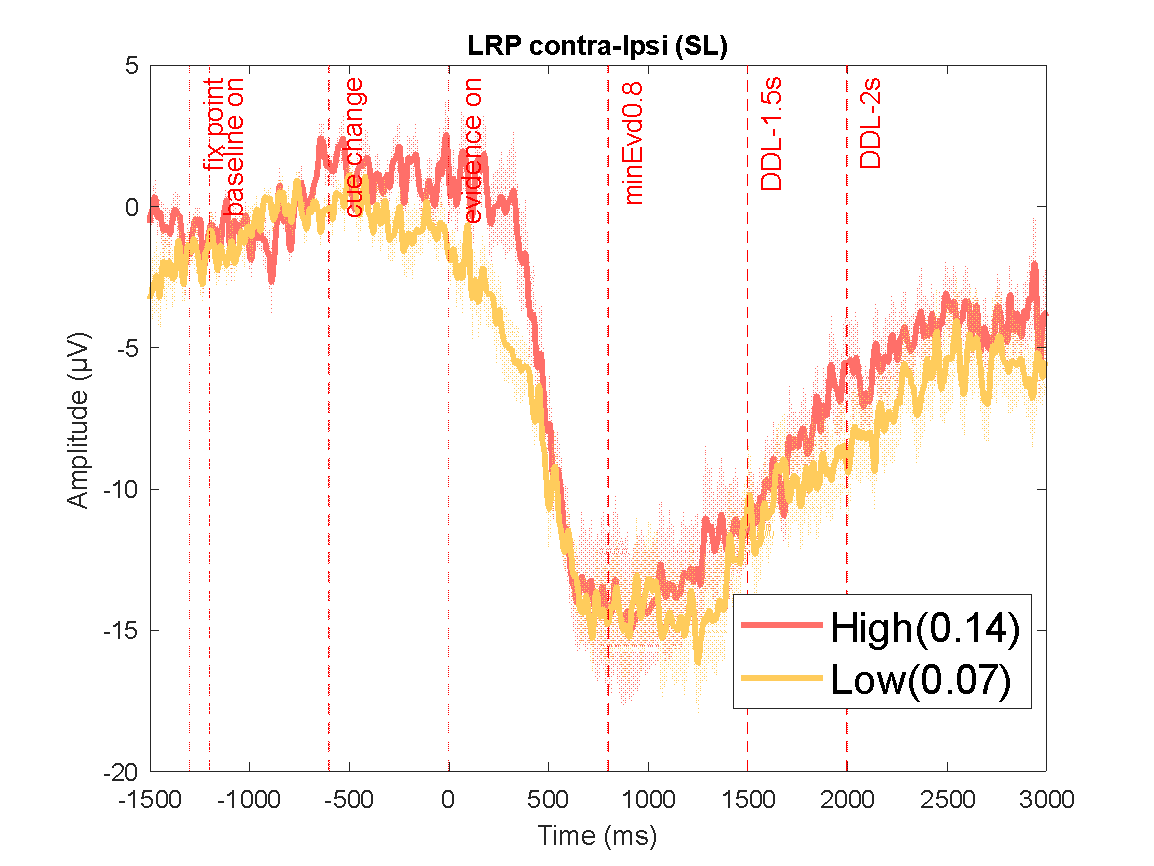 LRP contra-Ipsi (SL)
5
0
-5
-10
-15
-20
Amplitude (µV)
fix point
baseline on
cue change
evidence on
minEvd0.8
DDL-1.5s
DDL-2s
High(0.14)
Low(0.07)
-1500 -1000 -500 0 500 1000 1500 2000 2500 3000
Time (ms)